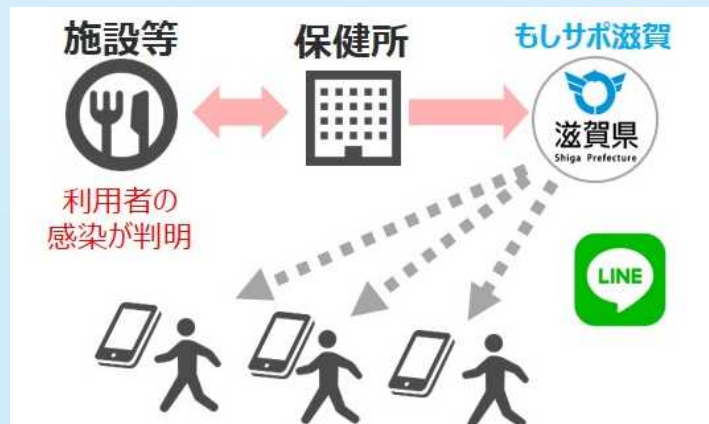 施設等
保健所
もしサポ滋賀
滋賀県
Shiga Prefecture
利用者の
感染が判明
LINE